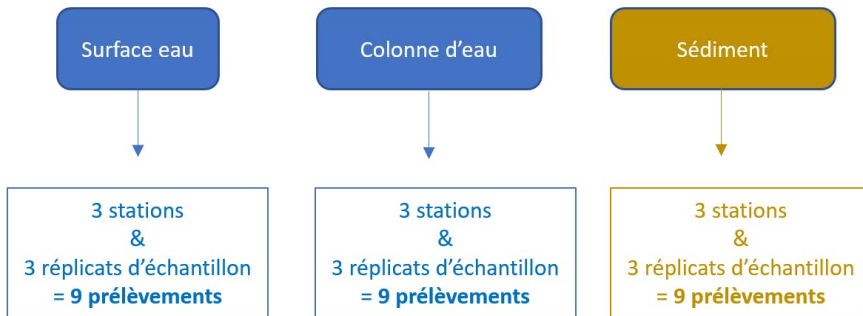 Surface eau
Colonne d'eau
Sédiment
3 stations
&
3 réplicats d'échantillon
= 9 prélèvements
3 stations
&
3 réplicats d'échantillon
= 9 prélèvements
3 stations
&
3 réplicats d'échantillon
= 9 prélèvements